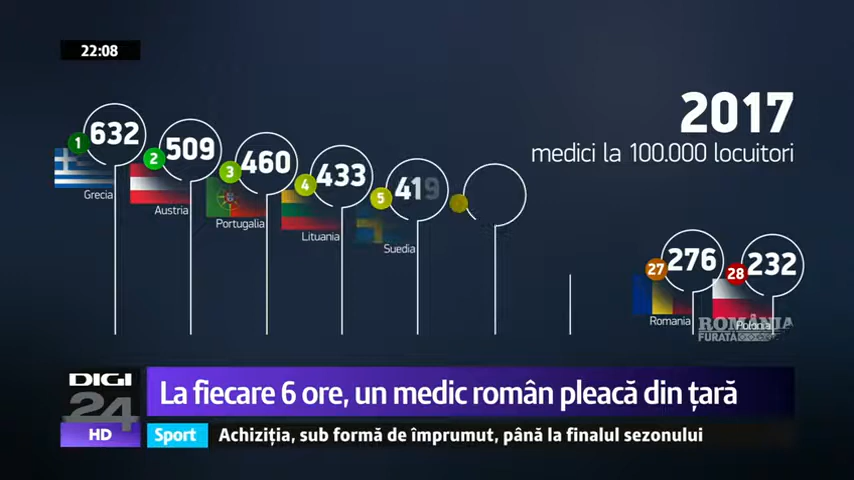 22:08
2017
medici la 100.000 locuitori
1
632
Grecia
2
509
Austria
3
460
Portugalia
4
433
Lituania
5
419
Suedia
27
276
Romania
28
232
Polonia
ROMÂNIA
FURATĂ
DIGI
24
HD
La fiecare 6 ore, un medic român pleacă din țară
Sport
Achiziția, sub formă de împrumut, până la finalul sezonului